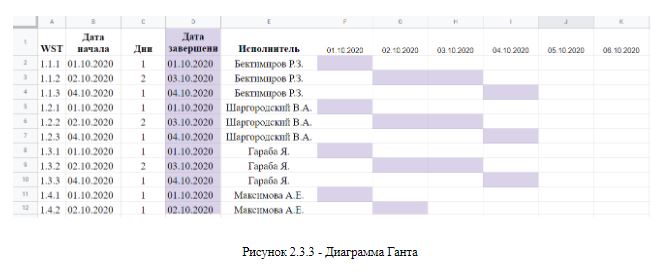 A B C D E F G H I J K
1 WST Дата начала Дни Дата завершени Исполнитель 01.10.2020 02.10.2020 03.10.2020 04.10.2020 05.10.2020 06.10.2020
2 1.1.1 01.10.2020 1 01.10.2020 Бектимиров Р.З.
3 1.1.2 02.10.2020 2 03.10.2020 Бектимиров Р.З.
4 1.1.3 04.10.2020 1 04.10.2020 Бектимиров Р.З.
5 1.2.1 01.10.2020 1 01.10.2020 Шаргородский В.А.
6 1.2.2 02.10.2020 2 03.10.2020 Шаргородский В.А.
7 1.2.3 04.10.2020 1 04.10.2020 Шаргородский В.А.
8 1.3.1 01.10.2020 1 01.10.2020 Гараба Я.
9 1.3.2 02.10.2020 2 03.10.2020 Гараба Я.
10 1.3.3 04.10.2020 1 04.10.2020 Гараба Я.
11 1.4.1 01.10.2020 1 01.10.2020 Максимова А.Е.
12 1.4.2 02.10.2020 1 02.10.2020 Максимова А.Е.
Рисунок 2.3.3 - Диаграмма Ганта